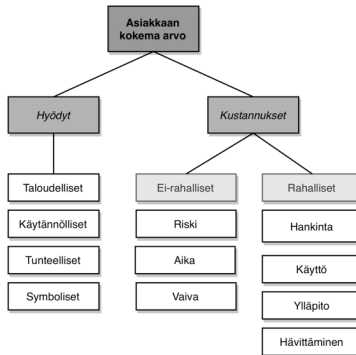 Asiakkaan
kokema arvo
Hyödyt
Kustannukset
Taloudelliset
Ei-rahalliset
Rahalliset
Käytännölliset
Riski
Hankinta
Tunteelliset
Aika
Käyttö
Symboliset
Vaiva
Ylläpito
Hävittäminen